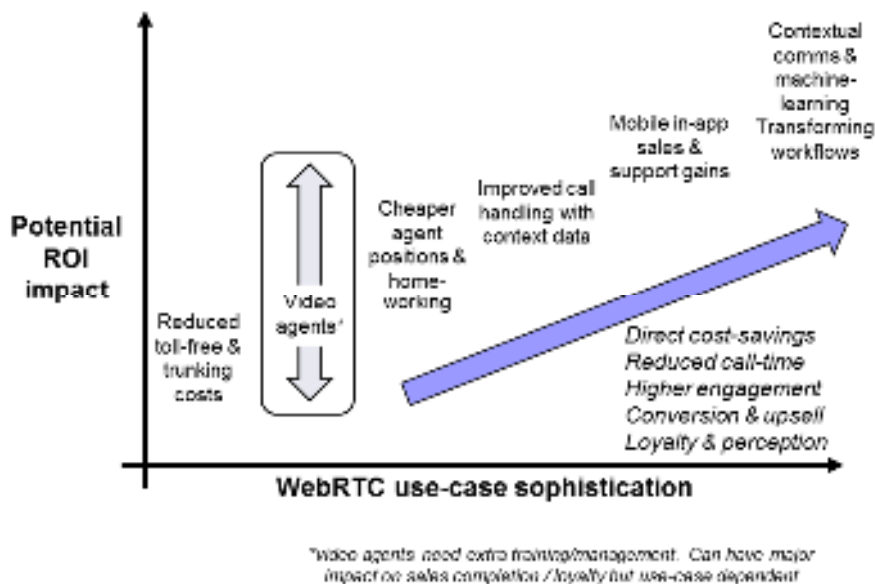 Contextual
comms &
machine-
learning
Transforming
workflows
Mobile in-app
sales &
support gains
Improved call
handling with
context data
Cheaper
agent
positions &
home-
working
Video
agents*
Reduced
toll-free &
trunking
costs
Potential
ROI
impact
Direct cost-savings
Reduced call-time
Higher engagement
Conversion & upsell
Loyalty & perception
WebRTC use-case sophistication
*video agents need extra training/management. Can have major
impact on sales completion / loyalty but use-case dependent